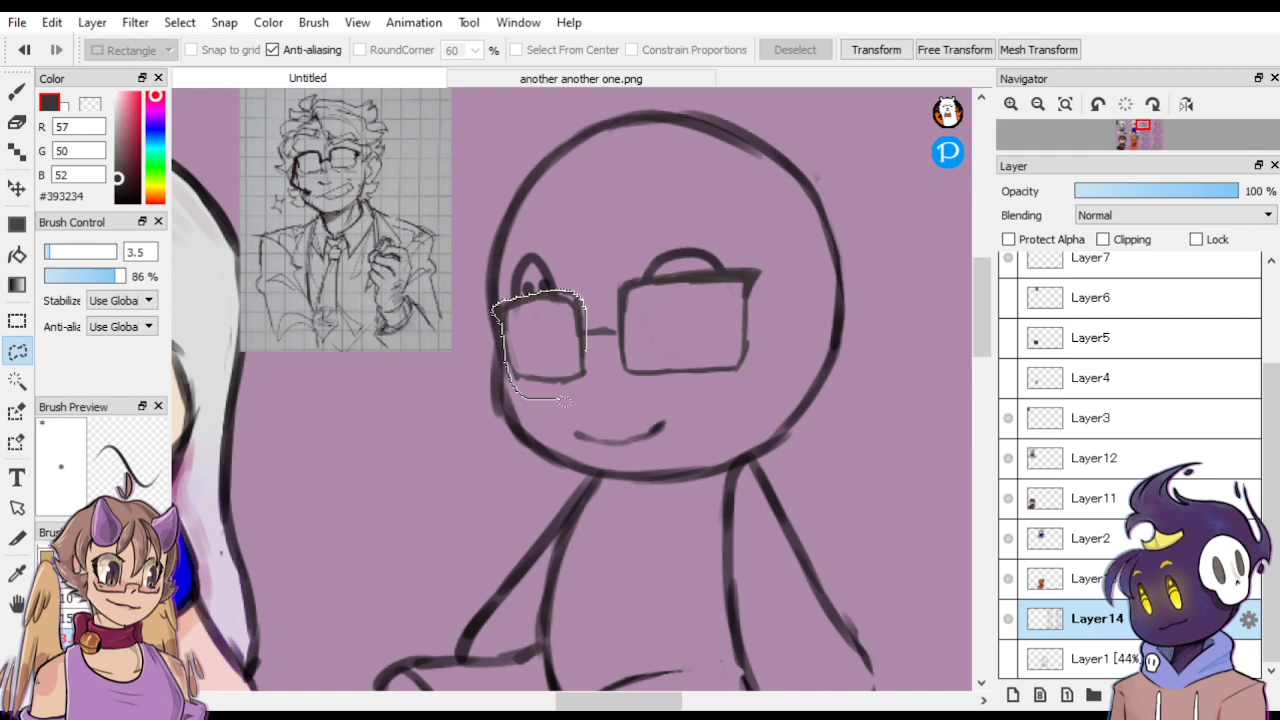 File Edit Layer Filter Select Snap Color Brush View Animation Tool Window Help
Rectangle Snap to grid Anti-aliasing RoundCorner 60 % Select From Center Constrain Proportions Deselect Transform Free Transform Mesh Transform
Color
Untitled
another another one.png
Navigator
R 57
G 50
B 52
#393234
Layer
Opacity 100 %
Blending Normal
Protect Alpha Clipping Lock
Brush Control
3.5
86 %
Stabilize Use Globa
Anti-alia Use Globa
Brush Preview
Layer7
Layer6
Layer5
Layer4
Layer3
Layer12
Layer11
Layer2
Layer14
Layer1 [44%]